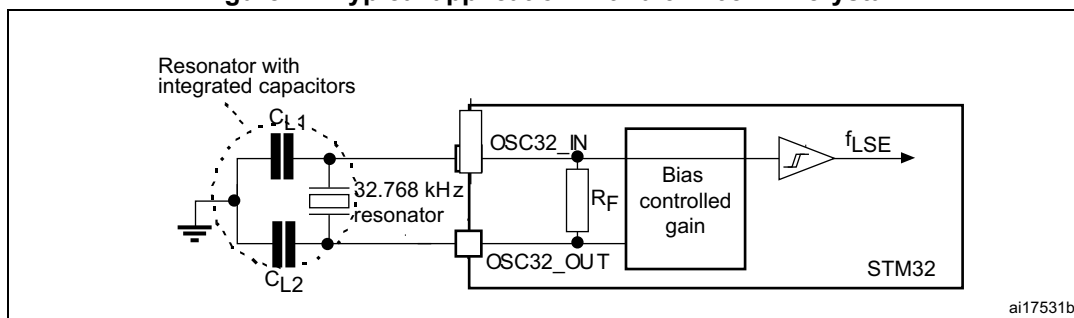 Resonator with
integrated capacitors
CL1
OSC32_IN
fLSE
32.768 kHz
resonator
RF
Bias
controlled
gain
OSC32_OUT
STM32
CL2
ai17531b